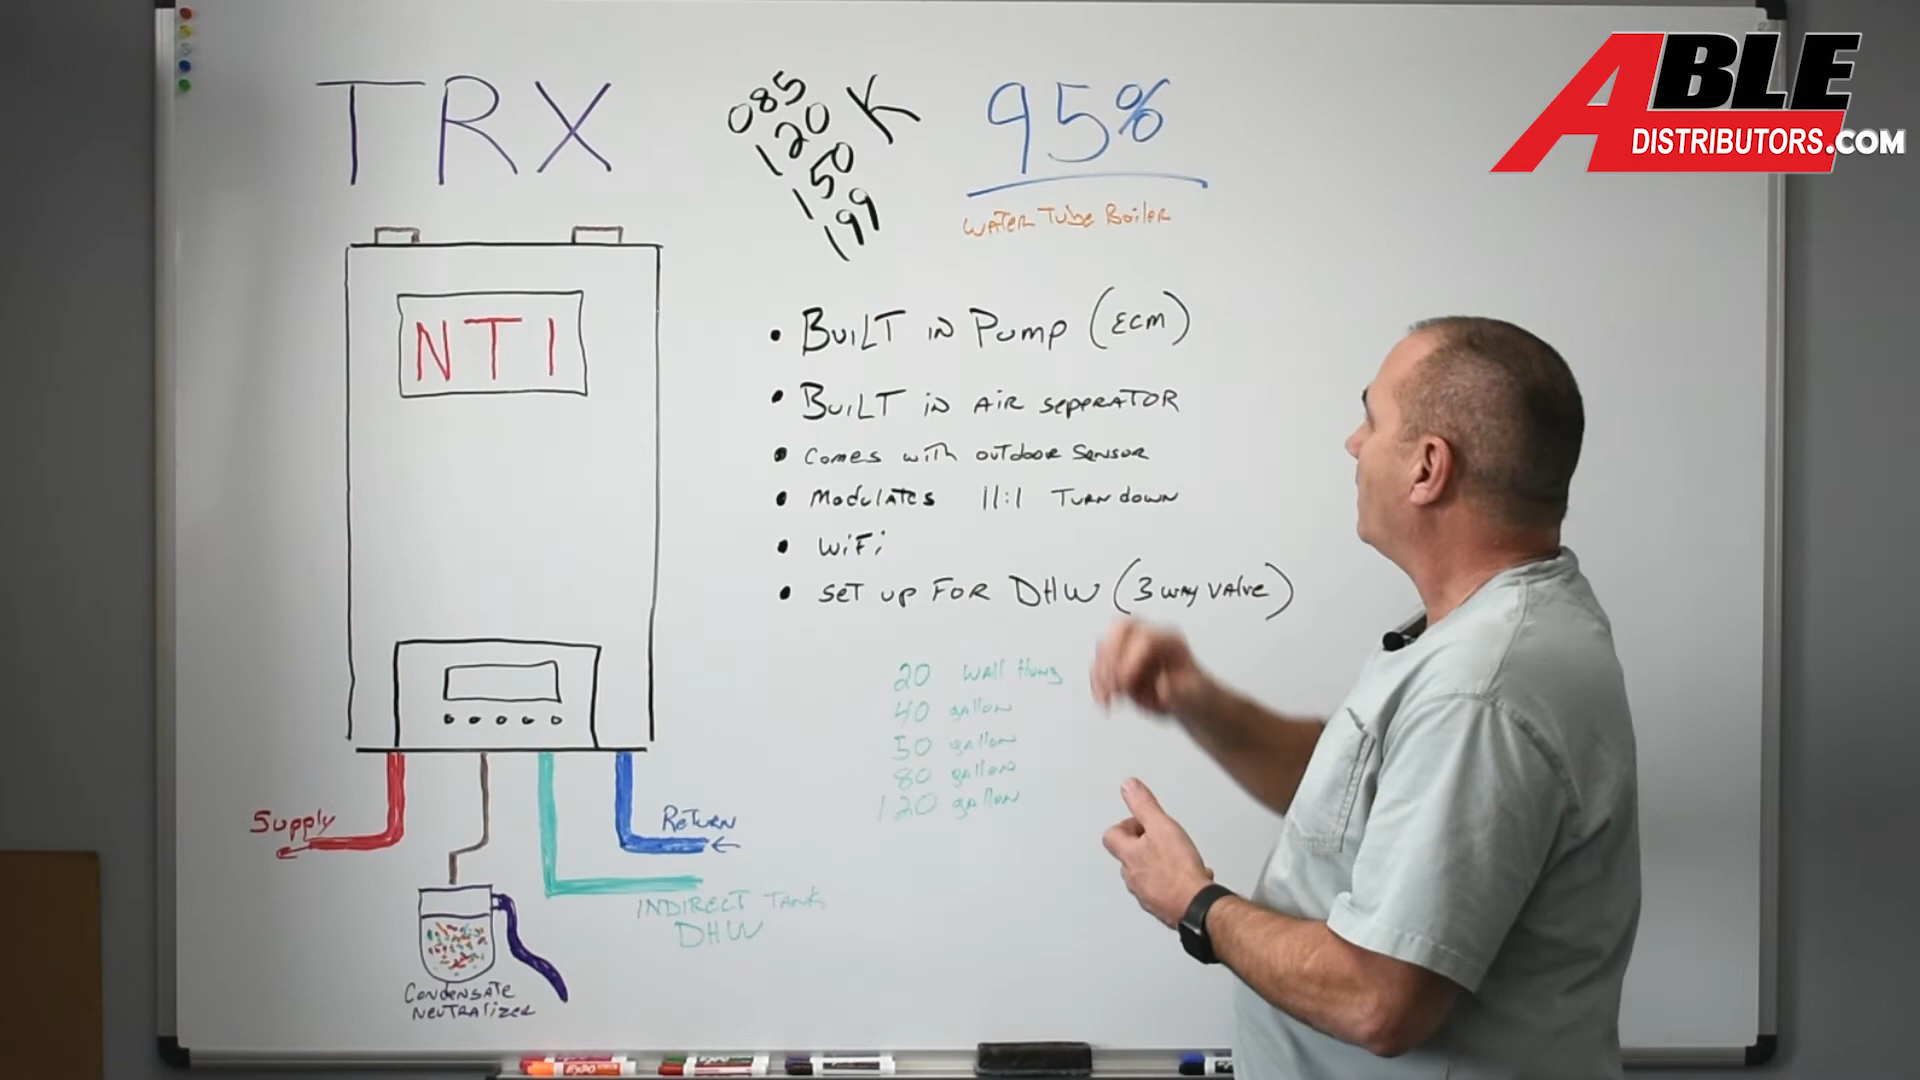 TRX
085
120
150
199
K
95%
WATER TUBE BOILER
ABLE
DISTRIBUTORS.COM
NTI
• BUILT IN PUMP (ECM)
• BUILT IN AIR SEPERATOR
• COMES WITH OUTDOOR SENSOR
• MODULATES 11:1 TURN DOWN
• WIFI
• SET UP FOR DHW (3 WAY VALVE)
20 WALL HUNG
40 gallon
50 gallon
80 gallon
120 gallon
Supply
RETURN
INDIRECT TANK
DHW
CONDENSATE
NEUTRALIZER
EXPO